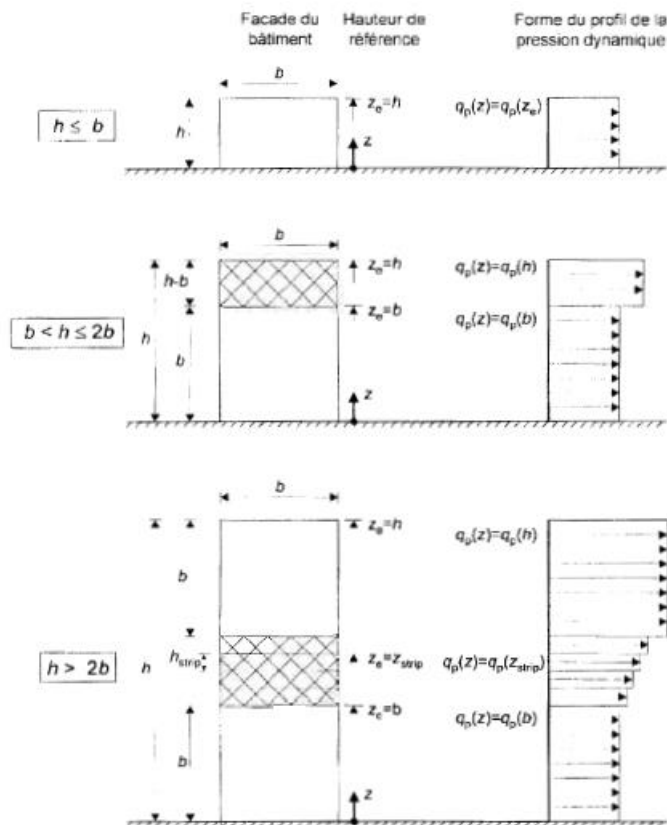 Facade du bâtiment
Hauteur de référence
Forme du profil de la pression dynamique
b
h ≤ b
h
z_e=h
z
q_p(z)=q_p(z_e)
b
b < h ≤ 2b
h
h-b
b
z_e=h
z_e=b
z
q_p(z)=q_p(h)
q_p(z)=q_p(b)
b
h > 2b
h
b
h_strip
b
z_e=h
z_e=z_strip
z_e=b
z
q_p(z)=q_p(h)
q_p(z)=q_p(z_strip)
q_p(z)=q_p(b)